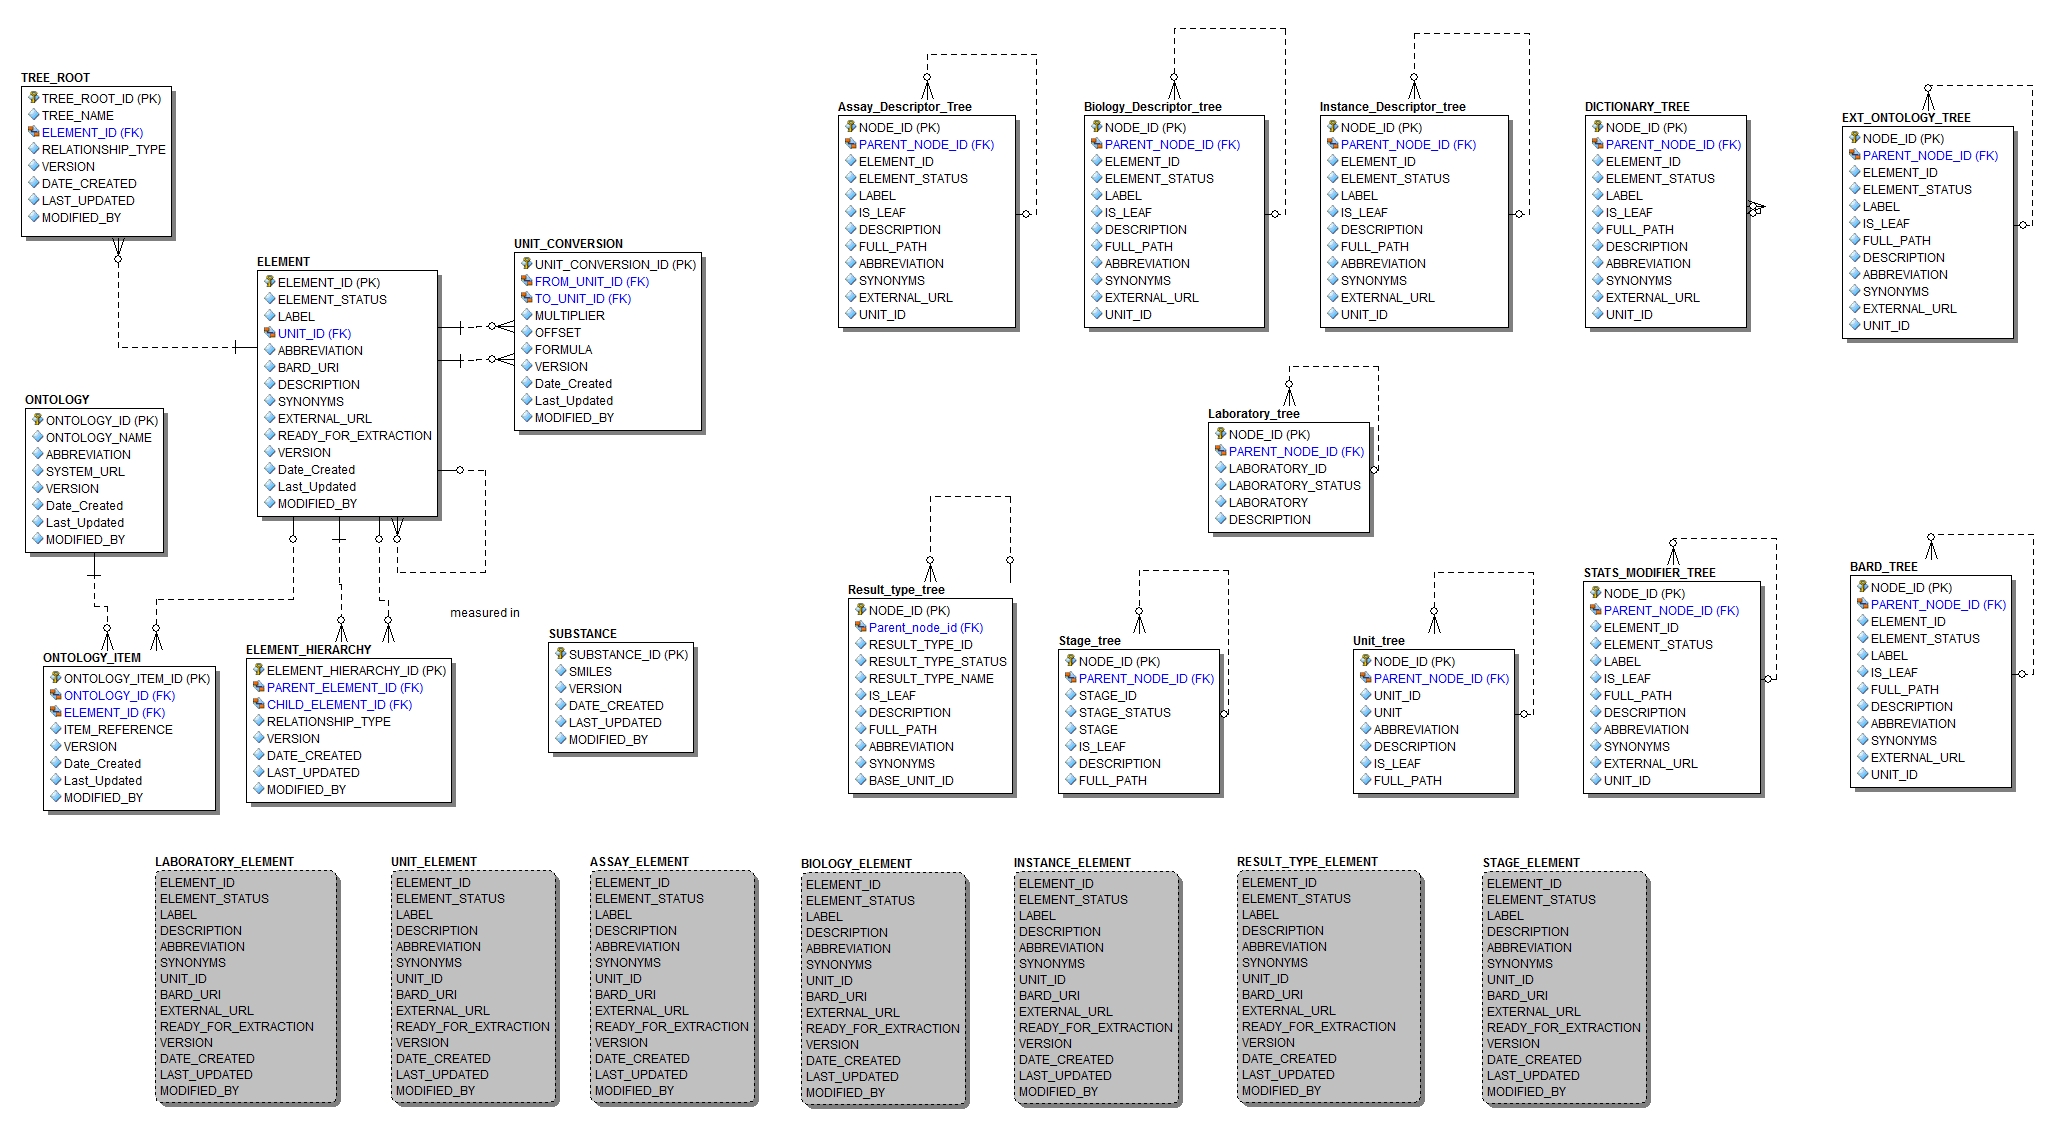 TREE_ROOT
TREE_ROOT_ID (PK)
TREE_NAME
ELEMENT_ID (FK)
RELATIONSHIP_TYPE
VERSION
DATE_CREATED
LAST_UPDATED
MODIFIED_BY
ELEMENT
ELEMENT_ID (PK)
ELEMENT_STATUS
LABEL
UNIT_ID (FK)
ABBREVIATION
BARD_URI
DESCRIPTION
SYNONYMS
EXTERNAL_URL
READY_FOR_EXTRACTION
VERSION
Date_Created
Last_Updated
MODIFIED_BY
UNIT_CONVERSION
UNIT_CONVERSION_ID (PK)
FROM_UNIT_ID (FK)
TO_UNIT_ID (FK)
MULTIPLIER
OFFSET
FORMULA
VERSION
Date_Created
Last_Updated
MODIFIED_BY
ONTOLOGY
ONTOLOGY_ID (PK)
ONTOLOGY_NAME
ABBREVIATION
SYSTEM_URL
VERSION
Date_Created
Last_Updated
MODIFIED_BY
ONTOLOGY_ITEM
ONTOLOGY_ITEM_ID (PK)
ONTOLOGY_ID (FK)
ELEMENT_ID (FK)
ITEM_REFERENCE
VERSION
Date_Created
Last_Updated
MODIFIED_BY
ELEMENT_HIERARCHY
ELEMENT_HIERARCHY_ID (PK)
PARENT_ELEMENT_ID (FK)
CHILD_ELEMENT_ID (FK)
RELATIONSHIP_TYPE
VERSION
DATE_CREATED
LAST_UPDATED
MODIFIED_BY
measured in
SUBSTANCE
SUBSTANCE_ID (PK)
SMILES
VERSION
DATE_CREATED
LAST_UPDATED
MODIFIED_BY
Assay_Descriptor_Tree
NODE_ID (PK)
PARENT_NODE_ID (FK)
ELEMENT_ID
ELEMENT_STATUS
LABEL
IS_LEAF
DESCRIPTION
FULL_PATH
ABBREVIATION
SYNONYMS
EXTERNAL_URL
UNIT_ID
Biology_Descriptor_tree
NODE_ID (PK)
PARENT_NODE_ID (FK)
ELEMENT_ID
ELEMENT_STATUS
LABEL
IS_LEAF
DESCRIPTION
FULL_PATH
ABBREVIATION
SYNONYMS
EXTERNAL_URL
UNIT_ID
Instance_Descriptor_tree
NODE_ID (PK)
PARENT_NODE_ID (FK)
ELEMENT_ID
ELEMENT_STATUS
LABEL
IS_LEAF
DESCRIPTION
FULL_PATH
ABBREVIATION
SYNONYMS
EXTERNAL_URL
UNIT_ID
DICTIONARY_TREE
NODE_ID (PK)
PARENT_NODE_ID (FK)
ELEMENT_ID
ELEMENT_STATUS
LABEL
IS_LEAF
FULL_PATH
DESCRIPTION
ABBREVIATION
SYNONYMS
EXTERNAL_URL
UNIT_ID
EXT_ONTOLOGY_TREE
NODE_ID (PK)
PARENT_NODE_ID (FK)
ELEMENT_ID
ELEMENT_STATUS
LABEL
IS_LEAF
FULL_PATH
DESCRIPTION
ABBREVIATION
SYNONYMS
EXTERNAL_URL
UNIT_ID
Laboratory_tree
NODE_ID (PK)
PARENT_NODE_ID (FK)
LABORATORY_ID
LABORATORY_STATUS
LABORATORY
DESCRIPTION
Result_type_tree
NODE_ID (PK)
Parent_node_id (FK)
RESULT_TYPE_ID
RESULT_TYPE_STATUS
RESULT_TYPE_NAME
IS_LEAF
DESCRIPTION
FULL_PATH
ABBREVIATION
SYNONYMS
BASE_UNIT_ID
Stage_tree
NODE_ID (PK)
PARENT_NODE_ID (FK)
STAGE_ID
STAGE_STATUS
STAGE
IS_LEAF
DESCRIPTION
FULL_PATH
Unit_tree
NODE_ID (PK)
PARENT_NODE_ID (FK)
UNIT_ID
UNIT
ABBREVIATION
DESCRIPTION
IS_LEAF
FULL_PATH
STATS_MODIFIER_TREE
NODE_ID (PK)
PARENT_NODE_ID (FK)
ELEMENT_ID
ELEMENT_STATUS
LABEL
IS_LEAF
FULL_PATH
DESCRIPTION
ABBREVIATION
SYNONYMS
EXTERNAL_URL
UNIT_ID
BARD_TREE
NODE_ID (PK)
PARENT_NODE_ID (FK)
ELEMENT_ID
ELEMENT_STATUS
LABEL
IS_LEAF
FULL_PATH
DESCRIPTION
ABBREVIATION
SYNONYMS
EXTERNAL_URL
UNIT_ID
LABORATORY_ELEMENT
ELEMENT_ID
ELEMENT_STATUS
LABEL
DESCRIPTION
ABBREVIATION
SYNONYMS
UNIT_ID
BARD_URI
EXTERNAL_URL
READY_FOR_EXTRACTION
VERSION
DATE_CREATED
LAST_UPDATED
MODIFIED_BY
UNIT_ELEMENT
ELEMENT_ID
ELEMENT_STATUS
LABEL
DESCRIPTION
ABBREVIATION
SYNONYMS
UNIT_ID
BARD_URI
EXTERNAL_URL
READY_FOR_EXTRACTION
VERSION
DATE_CREATED
LAST_UPDATED
MODIFIED_BY
ASSAY_ELEMENT
ELEMENT_ID
ELEMENT_STATUS
LABEL
DESCRIPTION
ABBREVIATION
SYNONYMS
UNIT_ID
BARD_URI
EXTERNAL_URL
READY_FOR_EXTRACTION
VERSION
DATE_CREATED
LAST_UPDATED
MODIFIED_BY
BIOLOGY_ELEMENT
ELEMENT_ID
ELEMENT_STATUS
LABEL
DESCRIPTION
ABBREVIATION
SYNONYMS
UNIT_ID
BARD_URI
EXTERNAL_URL
READY_FOR_EXTRACTION
VERSION
DATE_CREATED
LAST_UPDATED
MODIFIED_BY
INSTANCE_ELEMENT
ELEMENT_ID
ELEMENT_STATUS
LABEL
DESCRIPTION
ABBREVIATION
SYNONYMS
UNIT_ID
BARD_URI
EXTERNAL_URL
READY_FOR_EXTRACTION
VERSION
DATE_CREATED
LAST_UPDATED
MODIFIED_BY
RESULT_TYPE_ELEMENT
ELEMENT_ID
ELEMENT_STATUS
LABEL
DESCRIPTION
ABBREVIATION
SYNONYMS
UNIT_ID
BARD_URI
EXTERNAL_URL
READY_FOR_EXTRACTION
VERSION
DATE_CREATED
LAST_UPDATED
MODIFIED_BY
STAGE_ELEMENT
ELEMENT_ID
ELEMENT_STATUS
LABEL
DESCRIPTION
ABBREVIATION
SYNONYMS
UNIT_ID
BARD_URI
EXTERNAL_URL
READY_FOR_EXTRACTION
VERSION
DATE_CREATED
LAST_UPDATED
MODIFIED_BY